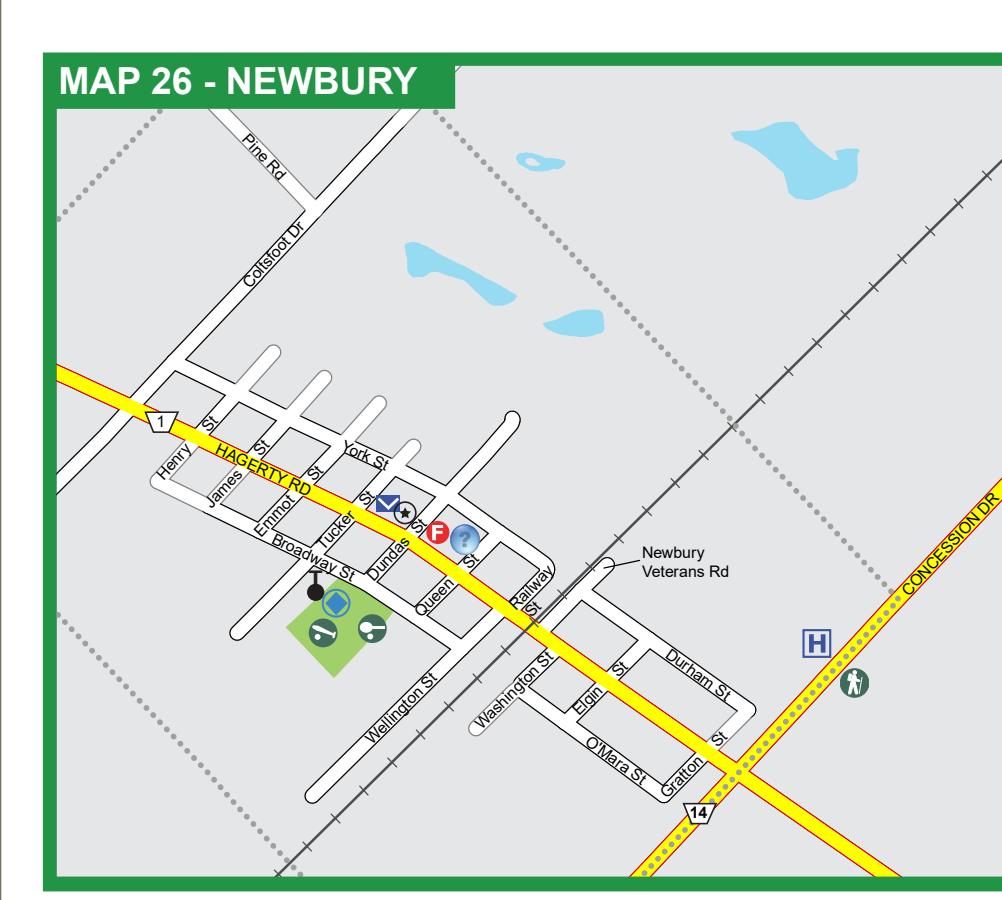 MAP 26 - NEWBURY
Pine Rd
Coltsfoot Dr
1
HAGERTY RD
Henry St
James St
Emmot St
Tucker St
York St
Dundas St
Queen St
E Broadway St
F
?
Railway St
Newbury
Veterans Rd
CONCESSION DR
H
Wellington St
Washington St
Elgin St
Durham St
O'Mara St
Gratton St
14